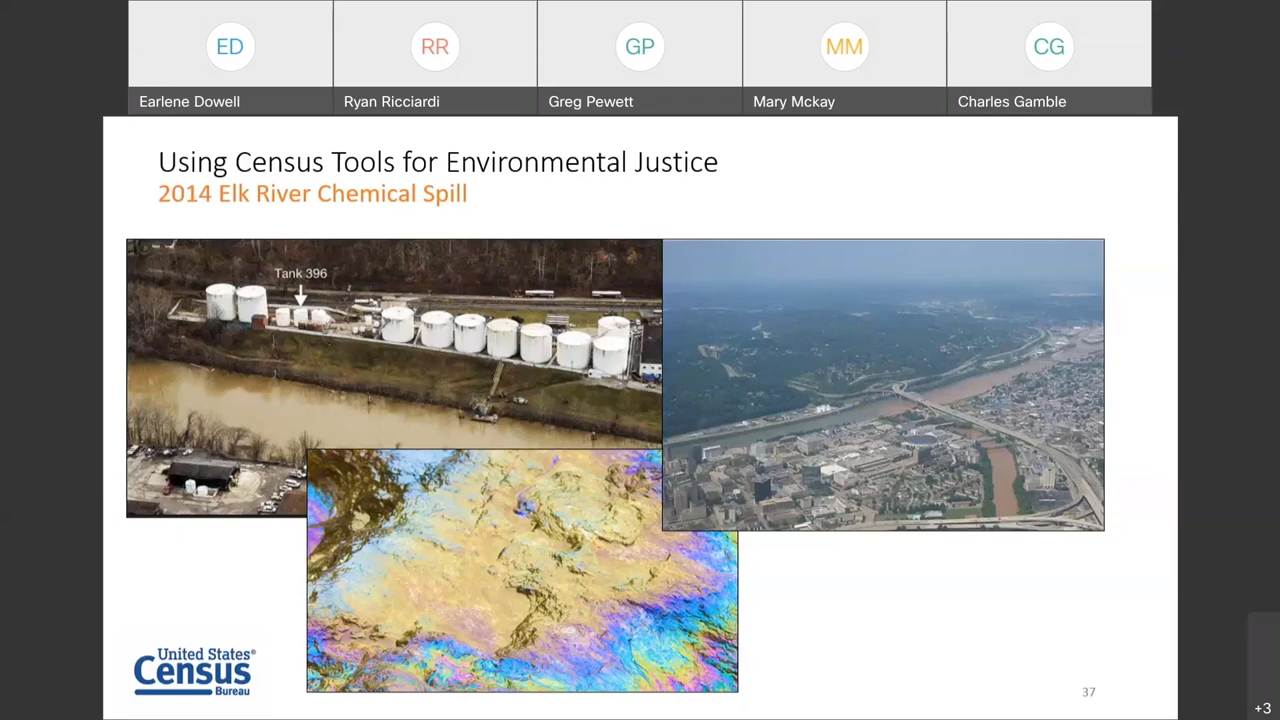 ED
RR
GP
MM
CG
Earlene Dowell
Ryan Ricciardi
Greg Pewett
Mary Mckay
Charles Gamble
Using Census Tools for Environmental Justice
2014 Elk River Chemical Spill
Tank 396
United States®
Census
Bureau
37
+3